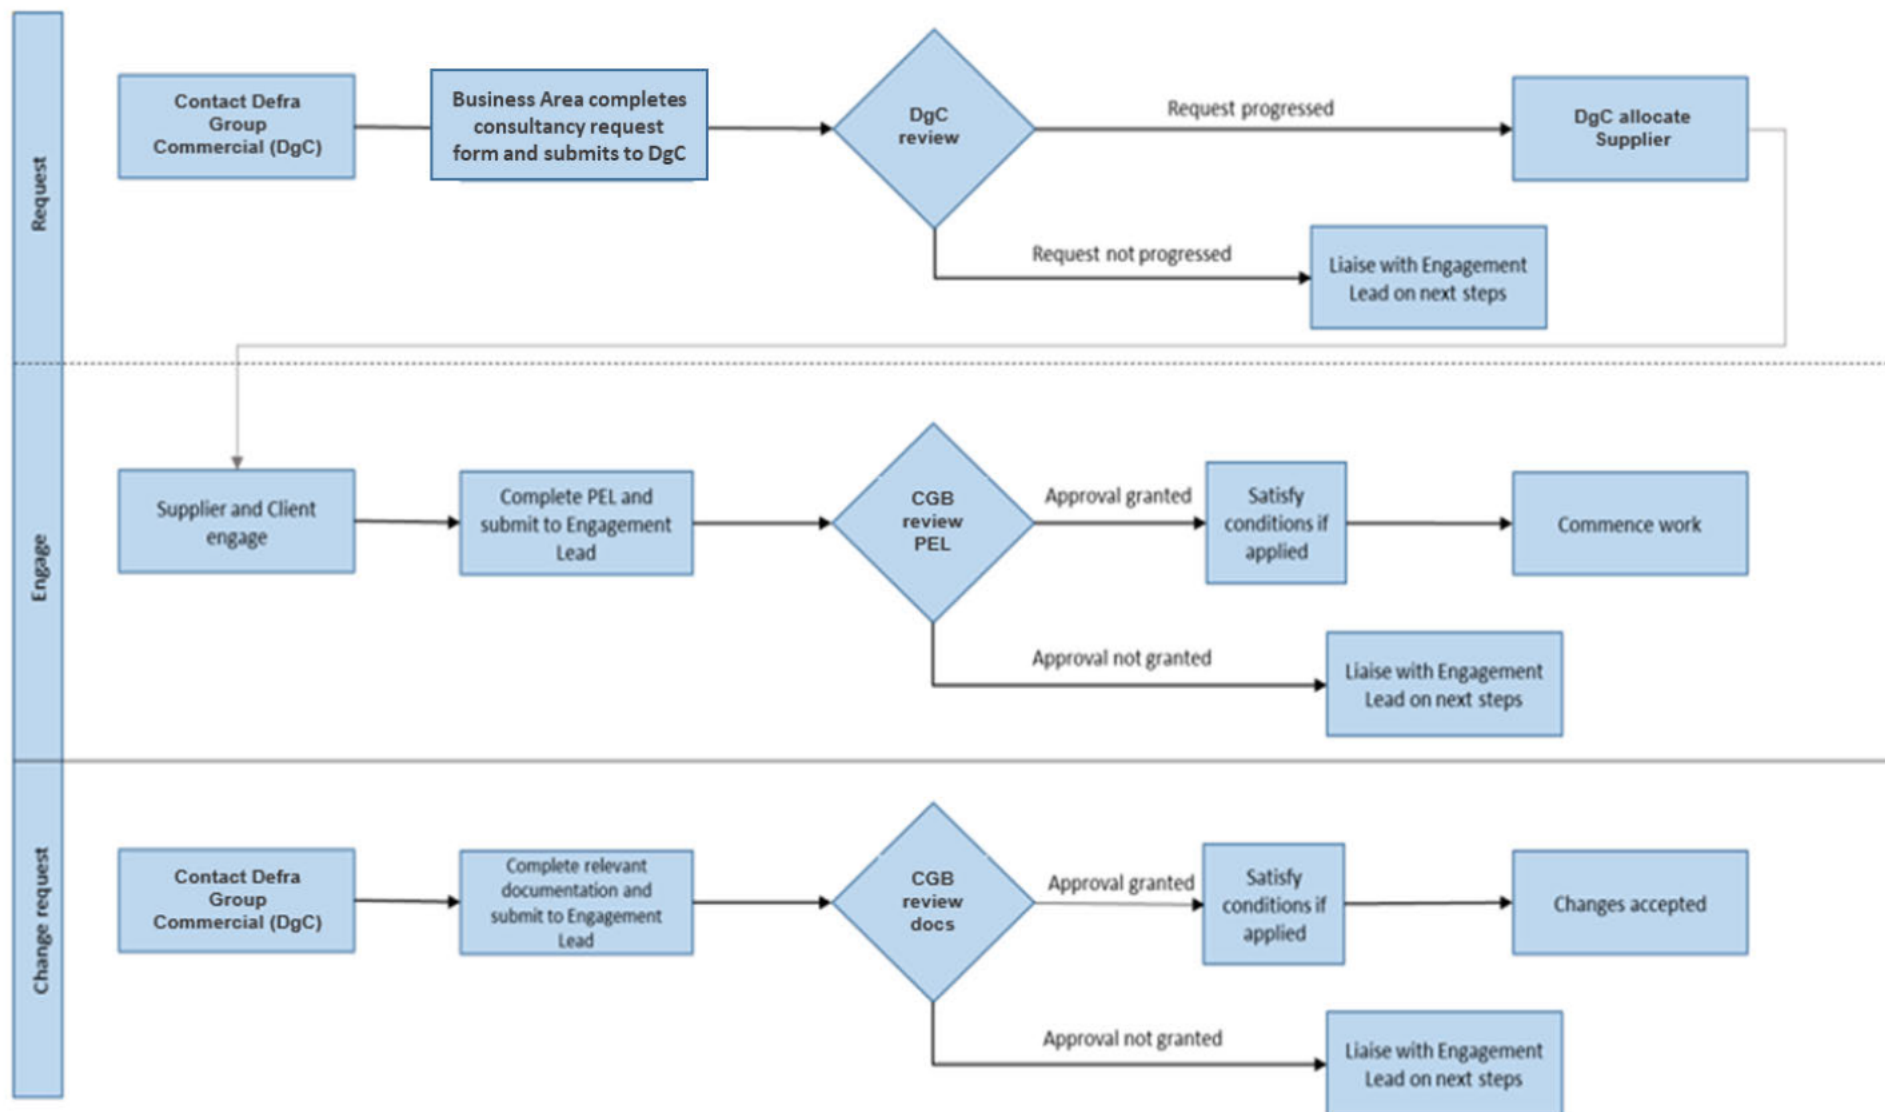 Request
Contact Defra
Group
Commercial (DgC)
Business Area completes
consultancy request
form and submits to DgC
DgC
review
Request progressed
DgC allocate
Supplier
Request not progressed
Liaise with Engagement
Lead on next steps
Engage
Supplier and Client
engage
Complete PEL and
submit to Engagement
Lead
CGB
review
PEL
Approval granted
Satisfy
conditions if
applied
Commence work
Approval not granted
Liaise with Engagement
Lead on next steps
Change request
Contact Defra
Group
Commercial (DgC)
Complete relevant
documentation and
submit to Engagement
Lead
CGB
review
docs
Approval granted
Satisfy
conditions if
applied
Changes accepted
Approval not granted
Liaise with Engagement
Lead on next steps